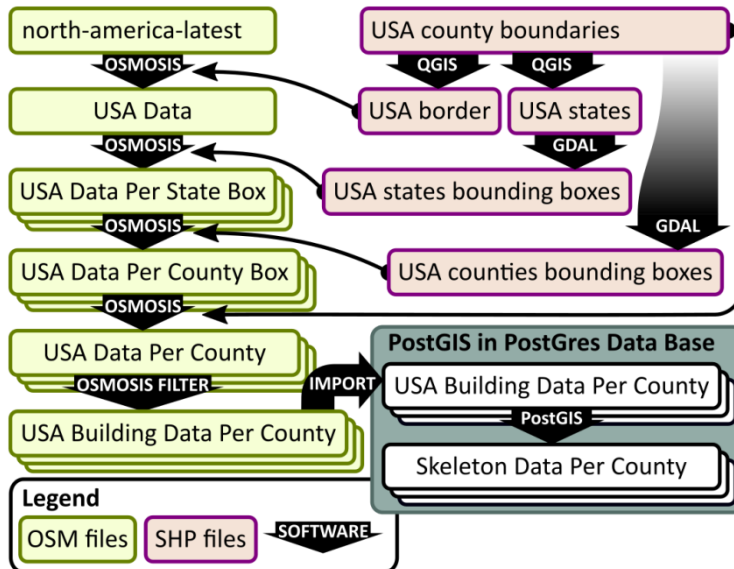 north-america-latest
USA county boundaries
OSMOSIS
QGIS
QGIS
USA Data
USA border
USA states
OSMOSIS
GDAL
USA Data Per State Box
USA states bounding boxes
OSMOSIS
GDAL
USA Data Per County Box
USA counties bounding boxes
OSMOSIS
USA Data Per County
OSMOSIS FILTER
USA Building Data Per County
IMPORT
PostGIS in PostGres Data Base
USA Building Data Per County
PostGIS
Skeleton Data Per County
Legend
OSM files
SHP files
SOFTWARE